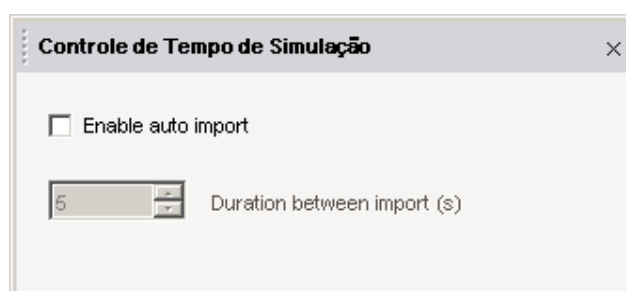 Controle de Tempo de Simulação
Enable auto import
5 Duration between import (s)